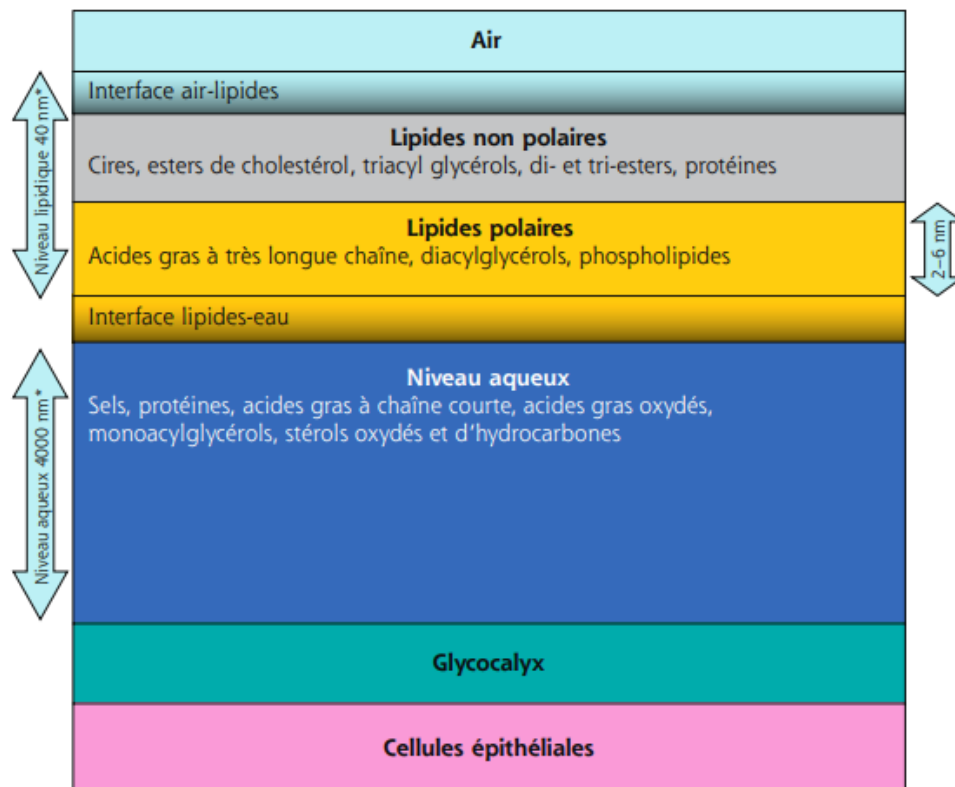 Air
Interface air-lipides
Niveau lipidique 40 nm*
Lipides non polaires
Cires, esters de cholestérol, triacyl glycérols, di- et tri-esters, protéines
Lipides polaires
Acides gras à très longue chaîne, diacylglycérols, phospholipides
2–6 nm
Interface lipides-eau
Niveau aqueux
Sels, protéines, acides gras à chaîne courte, acides gras oxydés,
monoacylglycérols, stérols oxydés et d’hydrocarbones
Niveau aqueux 4000 nm*
Glycocalyx
Cellules épithéliales